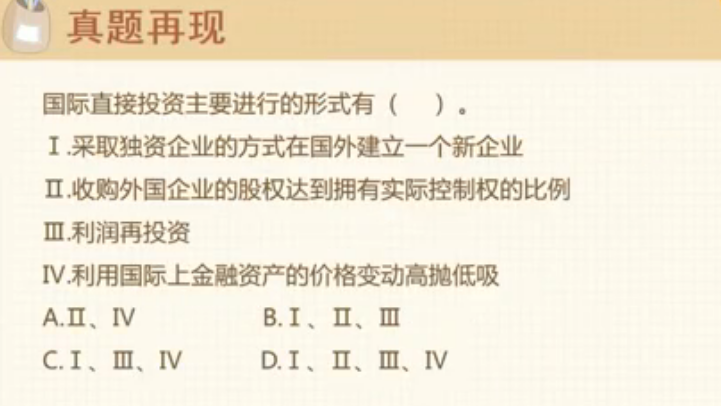 真题再现
国际直接投资主要进行的形式有（ ）。
Ⅰ.采取独资企业的方式在国外建立一个新企业
Ⅱ.收购外国企业的股权达到拥有实际控制权的比例
Ⅲ.利润再投资
Ⅳ.利用国际上金融资产的价格变动高抛低吸
A.Ⅱ、Ⅳ B.Ⅰ、Ⅱ、Ⅲ
C.Ⅰ、Ⅲ、Ⅳ D.Ⅰ、Ⅱ、Ⅲ、Ⅳ